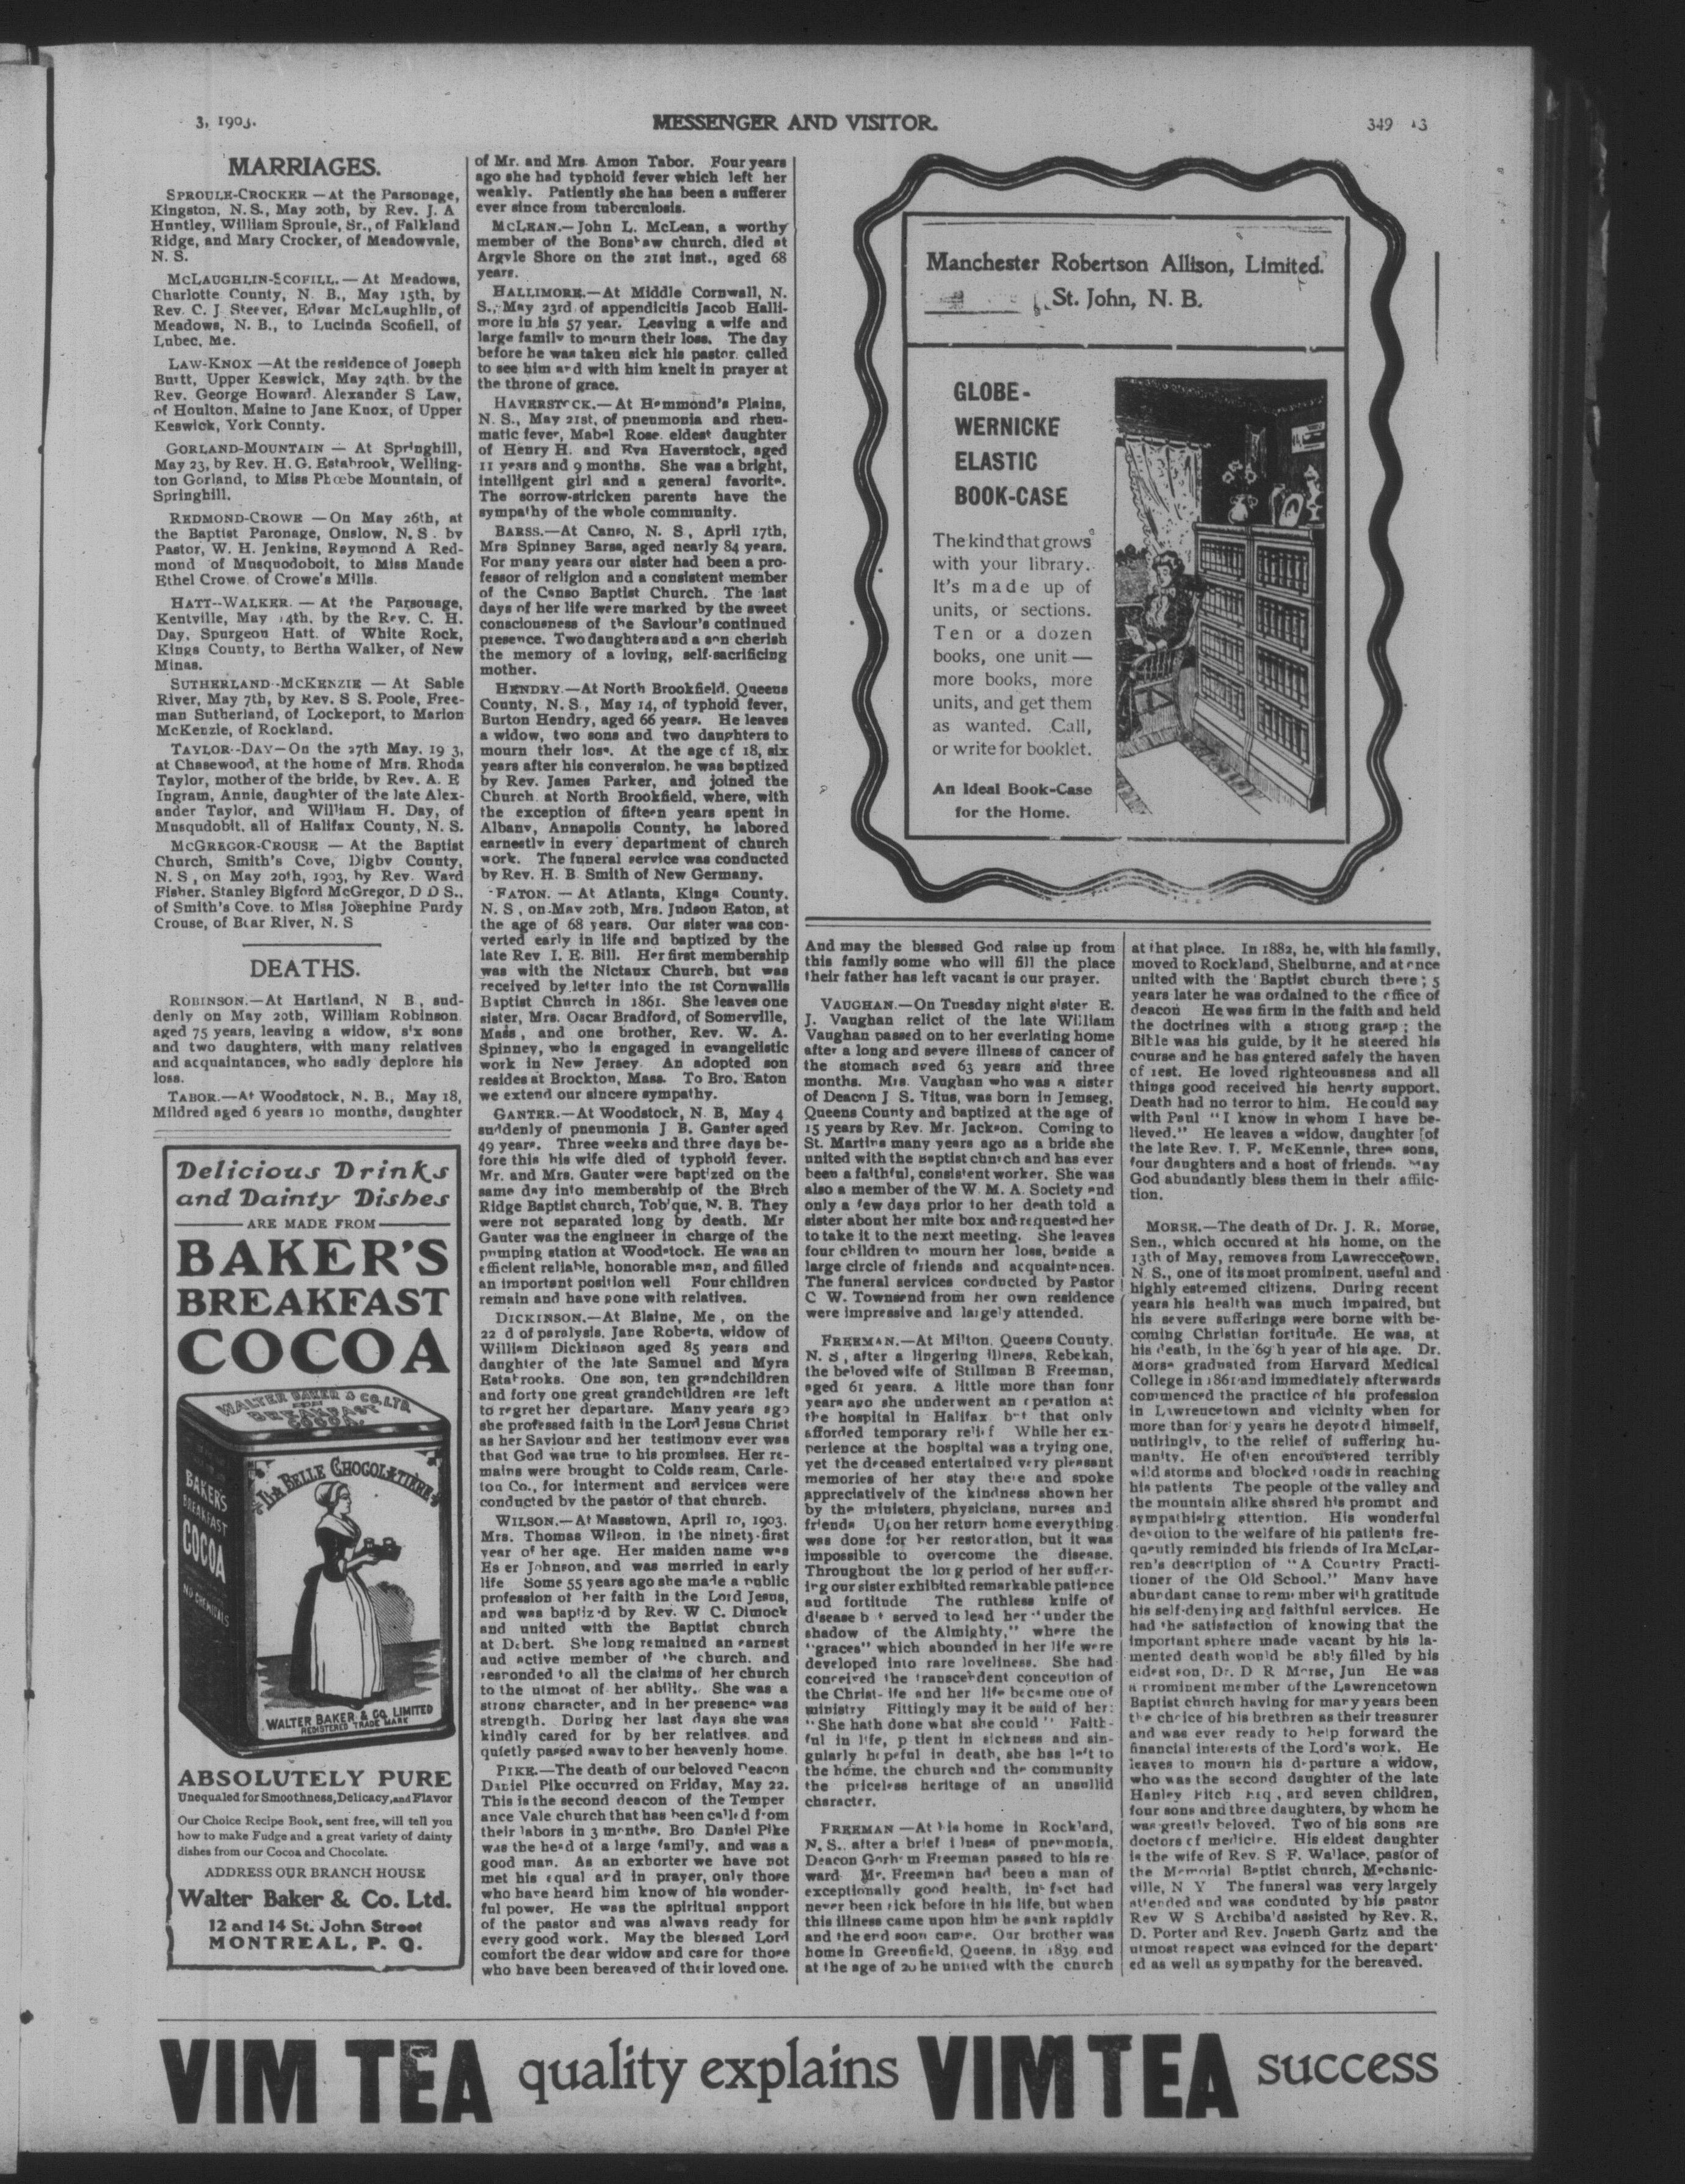 3, 1903.
MESSENGER AND VISITOR.
349 13
MARRIAGES.
SPROULE-CROCKER —At the Parsonage,
Kingston, N. S., May 20th, by Rev. J. A
Huntley, William Sproule, Sr., of Falkland
Ridge, and Mary Crocker, of Meadowvale,
N. S.
MCLAUGHLIN-SCOFILL. — At Meadows,
Charlotte County, N. B., May 15th, by
Rev. C. J Steever, Edgar McLaughlin, of
Meadows, N. B., to Lucinda Scofiell, of
Lubec, Me.
LAW-KNOX —At the residence of Joseph
Burtt, Upper Keswick, May 24th. by the
Rev. George Howard. Alexander S Law,
of Houlton, Maine to Jane Knox, of Upper
Keswick, York County.
GORLAND-MOUNTAIN — At Springhill,
May 23, by Rev. H. G. Estabrook, Welling-
ton Gorland, to Miss Phœbe Mountain, of
Springhill.
REDMOND-CROWE —On May 26th, at
the Baptist Paronage, Onslow, N. S. by
Pastor, W. H. Jenkins, Raymond A Red-
mond of Musquodoboit, to Miss Maude
Ethel Crowe. of Crowe's Mills.
HATT--WALKER. — At the Parsonage,
Kentville, May 14th. by the Rev. C. H.
Day, Spurgeon Hatt. of White Rock,
Kings County, to Bertha Walker, of New
Minas.
SUTHERLAND--MCKENZIE — At Sable
River, May 7th, by Rev. S S. Poole, Free-
man Sutherland, of Lockeport, to Marion
McKenzie, of Rockland.
TAYLOR--DAY—On the 27th May. 19 3,
at Chasewood, at the home of Mrs. Rhoda
Taylor, mother of the bride, by Rev. A. E
Ingram, Annie, daughter of the late Alex-
ander Taylor, and William H. Day, of
Musqudobit. all of Halifax County, N. S.
MCGREGOR-CROUSE — At the Baptist
Church, Smith's Cove, Digby County,
N. S , on May 20th, 1903, by Rev. Ward
Fisher, Stanley Bigford McGregor, D D S.,
of Smith's Cove. to Miss Josephine Purdy
Crouse, of Bear River, N. S
DEATHS.
ROBINSON.—At Hartland, N B , sud-
denly on May 20th, William Robinson
aged 75 years, leaving a widow, six sons
and two daughters, with many relatives
and acquaintances, who sadly deplore his
loss.
TABOR.—At Woodstock, N. B., May 18,
Mildred aged 6 years 10 months, daughter
Delicious Drinks
and Dainty Dishes
ARE MADE FROM
BAKER'S
BREAKFAST
COCOA
WALTER BAKER & CO. LTD.
BREAKFAST
COCOA
LA BELLE CHOCOLATIERE
BAKER'S
BREAKFAST
COCOA
NO CHEMICALS
WALTER BAKER & CO. LIMITED
REGISTERED TRADE MARK
ABSOLUTELY PURE
Unequaled for Smoothness, Delicacy, and Flavor
Our Choice Recipe Book, sent free, will tell you
how to make Fudge and a great variety of dainty
dishes from our Cocoa and Chocolate.
ADDRESS OUR BRANCH HOUSE
Walter Baker & Co. Ltd.
12 and 14 St. John Street
MONTREAL, P. Q.
of Mr. and Mrs. Amon Tabor. Four years
ago she had typhoid fever which left her
weakly. Patiently she has been a sufferer
ever since from tuberculosis.
MCLEAN.—John L. McLean, a worthy
member of the Bonshaw church, died at
Argyle Shore on the 21st inst., aged 68
years.
HALLIMORE.—At Middle Cornwall, N.
S., May 23rd of appendicitis Jacob Halli-
more in his 57 year. Leaving a wife and
large family to mourn their loss. The day
before he was taken sick his pastor called
to see him and with him knelt in prayer at
the throne of grace.
HAVERSTOCK.—At Hammond's Plains,
N. S., May 21st, of pneumonia and rheu-
matic fever, Mabel Rose. eldest daughter
of Henry H. and Eva Haverstock, aged
11 years and 9 months. She was a bright,
intelligent girl and a general favorite.
The sorrow-stricken parents have the
sympathy of the whole community.
BARSS.—At Canso, N. S , April 17th,
Mrs Spinney Barss, aged nearly 84 years.
For many years our sister had been a pro-
fessor of religion and a consistent member
of the Canso Baptist Church. The last
days of her life were marked by the sweet
consciousness of the Saviour's continued
presence. Two daughters and a son cherish
the memory of a loving, self-sacrificing
mother.
HENDRY.—At North Brookfield, Queens
County, N. S., May 14, of typhoid fever,
Burton Hendry, aged 66 years. He leaves
a widow, two sons and two daughters to
mourn their loss. At the age of 18, six
years after his conversion. he was baptized
by Rev. James Parker, and joined the
Church at North Brookfield, where, with
the exception of fifteen years spent in
Albany, Annapolis County, he labored
earnestly in every department of church
work. The funeral service was conducted
by Rev. H. B. Smith of New Germany.
EATON. — At Atlanta, Kings County.
N. S , on May 20th, Mrs. Judson Eaton, at
the age of 68 years. Our sister was con-
verted early in life and baptized by the
late Rev I. E. Bill. Her first membership
was with the Nictaux Church, but was
received by letter into the 1st Cornwallis
Baptist Church in 1861. She leaves one
sister, Mrs. Oscar Bradford, of Somerville,
Mass , and one brother, Rev. W. A.
Spinney, who is engaged in evangelistic
work in New Jersey. An adopted son
resides at Brockton, Mass. To Bro. Eaton
we extend our sincere sympathy.
GANTER.—At Woodstock, N. B, May 4
suddenly of pneumonia J B. Ganter aged
49 years. Three weeks and three days be-
fore this his wife died of typhoid fever.
Mr. and Mrs. Ganter were baptized on the
same day into membership of the Birch
Ridge Baptist church, Tob'que, N. B. They
were not separated long by death. Mr
Ganter was the engineer in charge of the
pumping station at Woodstock. He was an
efficient reliable, honorable man, and filled
an important position well Four children
remain and have gone with relatives.
DICKINSON.—At Blaine, Me , on the
22 d of paralysis, Jane Roberts, widow of
William Dickinson aged 85 years and
daughter of the late Samuel and Myra
Estabrooks. One son, ten grandchildren
and forty one great grandchildren are left
to regret her departure. Many years ago
she professed faith in the Lord Jesus Christ
as her Saviour and her testimony ever was
that God was true to his promises. Her re-
mains were brought to Colds ream, Carle-
ton Co., for interment and services were
conducted by the pastor of that church.
WILSON.—At Masstown, April 10, 1903.
Mrs. Thomas Wilson, in the ninety-first
year of her age. Her maiden name was
Es er Johnson, and was married in early
life Some 55 years ago she made a public
profession of her faith in the Lord Jesus,
and was baptiz'd by Rev. W C. Dimock
and united with the Baptist church
at Debert. She long remained an earnest
and active member of the church, and
responded to all the claims of her church
to the utmost of her ability. She was a
strong character, and in her presence was
strength. During her last days she was
kindly cared for by her relatives and
quietly passed away to her heavenly home.
PIKE.—The death of our beloved Deacon
Daniel Pike occurred on Friday, May 22.
This is the second deacon of the Temper
ance Vale church that has been called from
their labors in 3 months. Bro Daniel Pike
was the head of a large family, and was a
good man. As an exhorter we have not
met his equal and in prayer, only those
who have heard him know of his wonder-
ful power. He was the spiritual support
of the pastor and was always ready for
every good work. May the blessed Lord
comfort the dear widow and care for those
who have been bereaved of their loved one.
Manchester Robertson Allison, Limited.
St. John, N. B.
GLOBE-
WERNICKE
ELASTIC
BOOK-CASE
The kind that grows
with your library.
It's made up of
units, or sections.
Ten or a dozen
books, one unit —
more books, more
units, and get them
as wanted. Call,
or write for booklet.
An Ideal Book-Case
for the Home.
And may the blessed God raise up from
this family some who will fill the place
their father has left vacant is our prayer.
VAUGHAN.—On Tuesday night sister E.
J. Vaughan relict of the late William
Vaughan passed on to her everlating home
after a long and severe illness of cancer of
the stomach aged 63 years and three
months. Mrs. Vaughan who was a sister
of Deacon J S. Titus, was born in Jemseg,
Queens County and baptized at the age of
15 years by Rev. Mr. Jackson. Coming to
St. Martins many years ago as a bride she
united with the Baptist church and has ever
been a faithful, consistent worker. She was
also a member of the W. M. A. Society and
only a few days prior to her death told a
sister about her mite box and requested her
to take it to the next meeting. She leaves
four children to mourn her loss, beside a
large circle of friends and acquaintences.
The funeral services conducted by Pastor
C W. Townsend from her own residence
were impressive and largely attended.
FREEMAN.—At Milton, Queens County,
N. S , after a lingering illness, Rebekah,
the beloved wife of Stillman B Freeman,
aged 61 years. A little more than four
years ago she underwent an operation at
the hospital in Halifax but that only
afforded temporary relief While her ex-
perience at the hospital was a trying one,
yet the deceased entertained very pleasant
memories of her stay there and spoke
appreciatively of the kindness shown her
by the ministers, physicians, nurses and
friends Upon her return home everything
was done for her restoration, but it was
impossible to overcome the disease.
Throughout the long period of her suffer-
ing our sister exhibited remarkable patience
and fortitude The ruthless knife of
disease b t served to lead her "under the
shadow of the Almighty," where the
"graces" which abounded in her life were
developed into rare loveliness. She had
conceived the transcendent conception of
the Christ-life and her life became one of
ministry Fittingly may it be said of her:
"She hath done what she could" Faith-
ful in life, patient in sickness and sin-
gularly hopeful in death, she has left to
the home, the church and the community
the priceless heritage of an unsullid
character.
FREEMAN —At his home in Rockland,
N. S., after a brief illness of pneumonia,
Deacon Gorham Freeman passed to his re
ward. Mr. Freeman had been a man of
exceptionally good health, in fact had
never been sick before in his life, but when
this illness came upon him he sank rapidly
and the end soon came. Our brother was
home in Greenfield, Queens, in 1839 and
at the age of 20 he united with the church
at that place. In 1882, he, with his family,
moved to Rockland, Shelburne, and at once
united with the Baptist church there; 5
years later he was ordained to the office of
deacon He was firm in the faith and held
the doctrines with a strong grasp; the
Bible was his guide, by it he steered his
course and he has entered safely the haven
of rest. He loved righteousness and all
things good received his hearty support.
Death had no terror to him. He could say
with Paul "I know in whom I have be-
lieved." He leaves a widow, daughter [of
the late Rev. I. F. McKennie, three sons,
four daughters and a host of friends. May
God abundantly bless them in their afflic-
tion.
MORSE.—The death of Dr. J. R. Morse,
Sen., which occured at his home, on the
13th of May, removes from Lawrencetown,
N. S., one of its most prominent, useful and
highly esteemed citizens. During recent
years his health was much impaired, but
his severe sufferings were borne with be-
coming Christian fortitude. He was, at
his death, in the 69 h year of his age. Dr.
Morse graduated from Harvard Medical
College in 1861 and immediately afterwards
commenced the practice of his profession
in Lawrencetown and vicinity when for
more than forty years he devoted himself,
untiringly, to the relief of suffering hu-
manity. He often encountered terribly
wild storms and blocked roads in reaching
his patients The people of the valley and
the mountain alike shared his prompt and
sympathising attention. His wonderful
devotion to the welfare of his patients fre-
quently reminded his friends of Ira McLar-
ren's description of "A Country Practi-
tioner of the Old School." Many have
abundant cause to remember with gratitude
his self-denying and faithful services. He
had the satisfaction of knowing that the
important sphere made vacant by his la-
mented death would be ably filled by his
eldest son, Dr. D R Morse, Jun He was
a prominent member of the Lawrencetown
Baptist church having for many years been
the choice of his brethren as their treasurer
and was ever ready to help forward the
financial interests of the Lord's work. He
leaves to mourn his departure a widow,
who was the second daughter of the late
Hanley Fitch Esq , and seven children,
four sons and three daughters, by whom he
was greatly beloved. Two of his sons are
doctors of medicine. His eldest daughter
is the wife of Rev. S F. Wallace, pastor of
the Memorial Baptist church, Mechanic-
ville, N Y The funeral was very largely
attended and was conduted by his pastor
Rev W S Archiba'd assisted by Rev. R.
D. Porter and Rev. Joseph Gartz and the
utmost respect was evinced for the depart-
ed as well as sympathy for the bereaved.
VIM TEA quality explains VIM TEA success